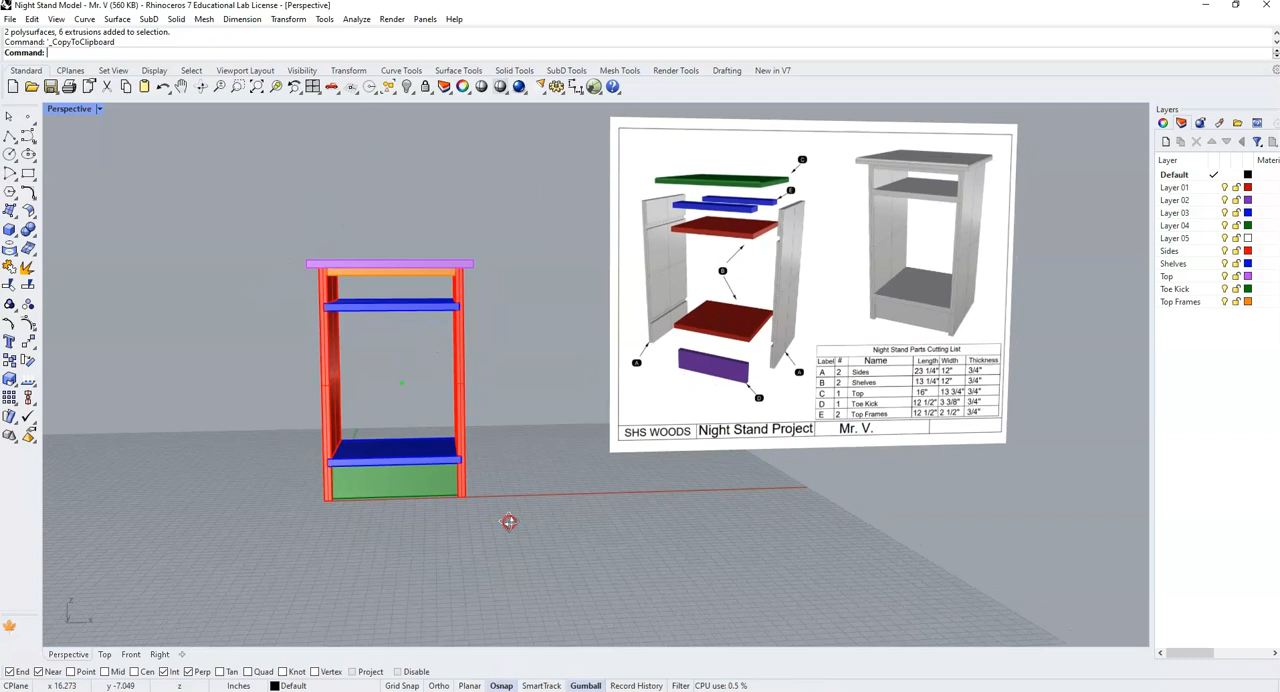 Night Stand Model - Mr. V (560 KB) - Rhinoceros 7 Educational Lab License - [Perspective]
File Edit View Curve Surface SubD Solid Mesh Dimension Transform Tools Analyze Render Panels Help
2 polysurfaces, 6 extrusions added to selection.
Command: '_CopyToClipboard
Command:
Standard CPlanes Set View Display Select Viewport Layout Visibility Transform Curve Tools Surface Tools Solid Tools SubD Tools Mesh Tools Render Tools Drafting New in V7
Perspective
Layers
Layer Materi
Default
Layer 01
Layer 02
Layer 03
Layer 04
Layer 05
Sides
Shelves
Top
Toe Kick
Top Frames
C
E
B
A
A
D
Night Stand Parts Cutting List
Label # Name Length Width Thickness
A 2 Sides 23 1/4" 12" 3/4"
B 2 Shelves 13 1/4" 12" 3/4"
C 1 Top 16" 13 3/4" 3/4"
D 1 Toe Kick 12 1/2" 3 3/8" 3/4"
E 2 Top Frames 12 1/2" 2 1/2" 3/4"
SHS WOODS Night Stand Project Mr. V.
z
x
Perspective Top Front Right
End Near Point Mid Cen Int Perp Tan Quad Knot Vertex Project Disable
CPlane x 16.273 y -7.049 z Inches Default Grid Snap Ortho Planar Osnap SmartTrack Gumball Record History Filter CPU use: 0.5 %